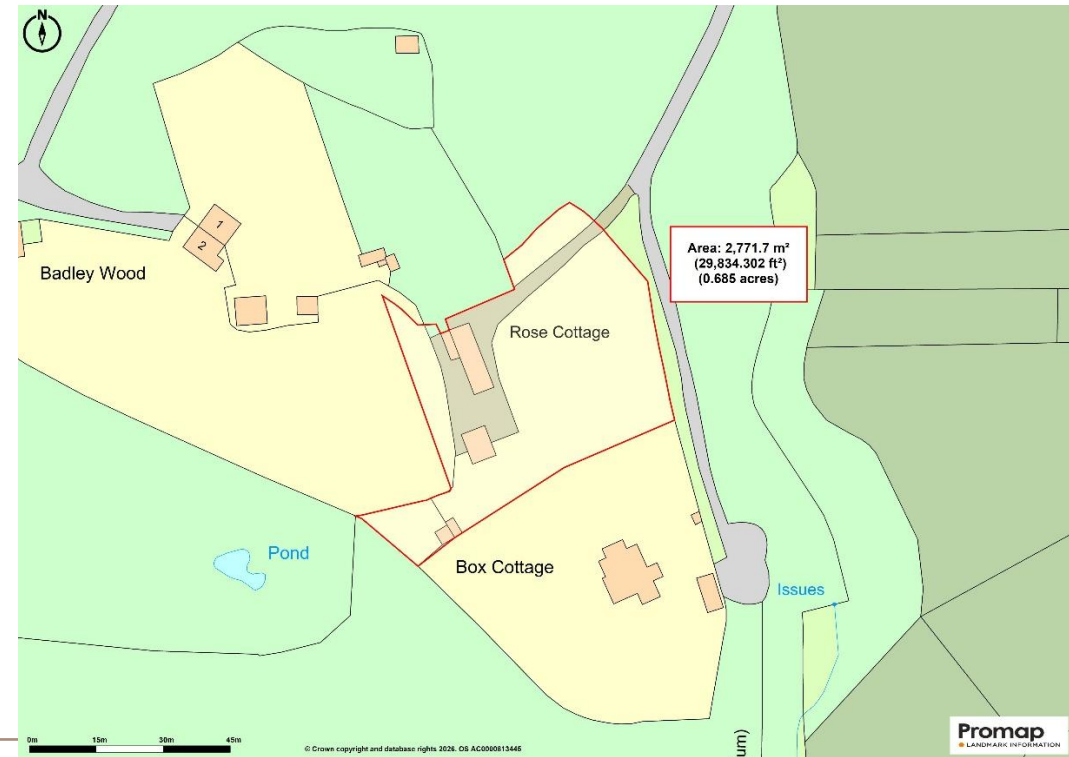 N
1
2
Badley Wood
Area: 2,771.7 m²
(29,834.302 ft²)
(0.685 acres)
Rose Cottage
Pond
Box Cottage
Issues
um)
0m 15m 30m 45m
© Crown copyright and database rights 2026. OS AC0000813445
Promap
LANDMARK INFORMATION